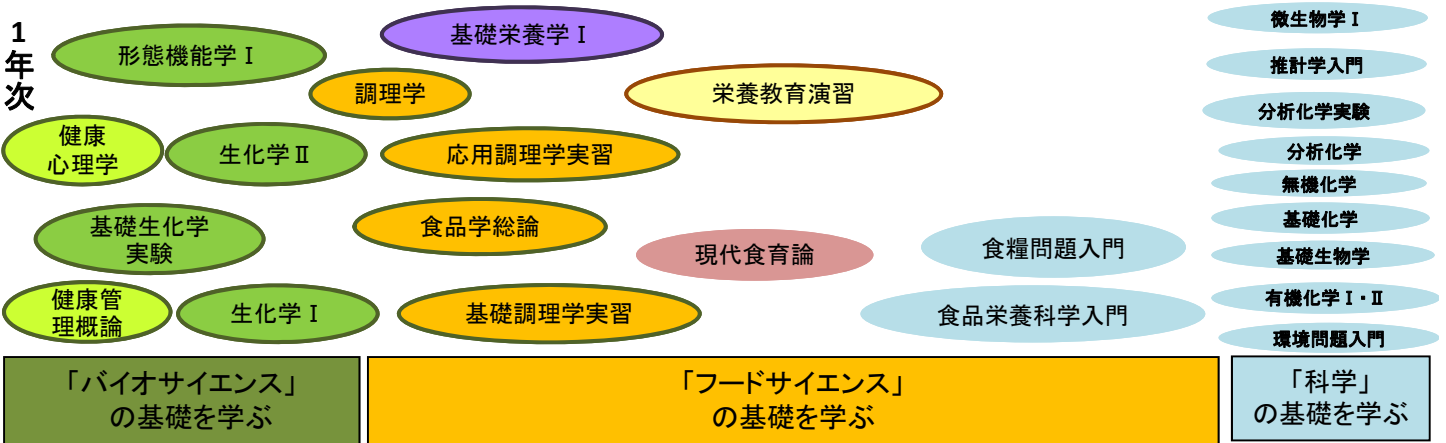 1
年
次
形態機能学Ⅰ
基礎栄養学Ⅰ
調理学
栄養教育演習
健康
心理学
生化学Ⅱ
応用調理学実習
基礎生化学
実験
食品学総論
現代食育論
食糧問題入門
健康管
理概論
生化学Ⅰ
基礎調理学実習
食品栄養科学入門
微生物学Ⅰ
推計学入門
分析化学実験
分析化学
無機化学
基礎化学
基礎生物学
有機化学Ⅰ・Ⅱ
環境問題入門
「バイオサイエンス」
の基礎を学ぶ
「フードサイエンス」
の基礎を学ぶ
「科学」
の基礎を学ぶ